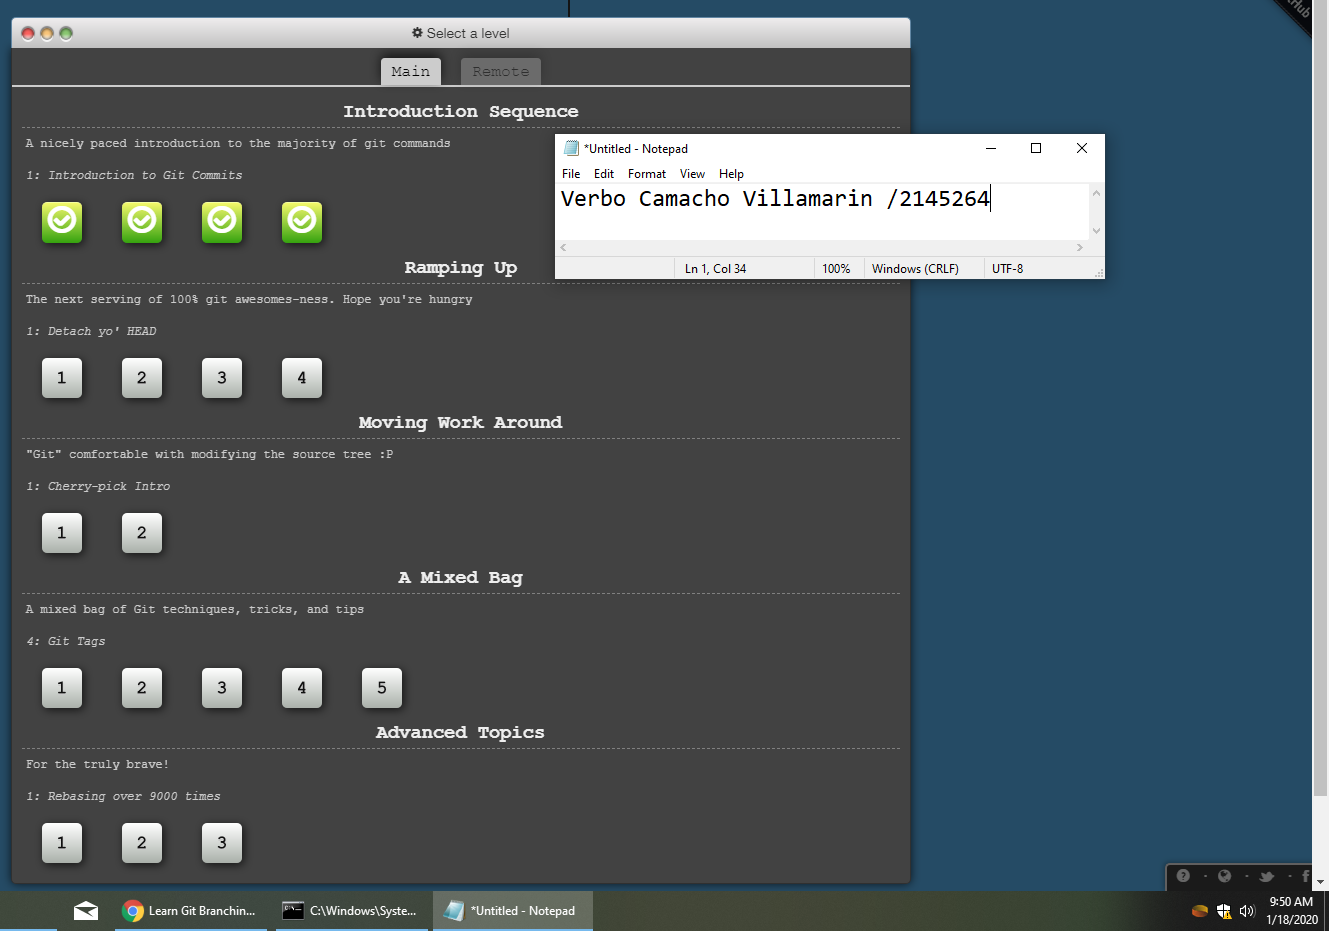 Select a level
Main Remote
Introduction Sequence
A nicely paced introduction to the majority of git commands
1: Introduction to Git Commits
Ramping Up
The next serving of 100% git awesomes-ness. Hope you're hungry
1: Detach yo' HEAD
1 2 3 4
Moving Work Around
"Git" comfortable with modifying the source tree :P
1: Cherry-pick Intro
1 2
A Mixed Bag
A mixed bag of Git techniques, tricks, and tips
4: Git Tags
1 2 3 4 5
Advanced Topics
For the truly brave!
1: Rebasing over 9000 times
1 2 3
*Untitled - Notepad
File Edit Format View Help
Verbo Camacho Villamarin /2145264
Ln 1, Col 34 100% Windows (CRLF) UTF-8
Learn Git Branchin... C:\Windows\Syste... *Untitled - Notepad
9:50 AM
1/18/2020